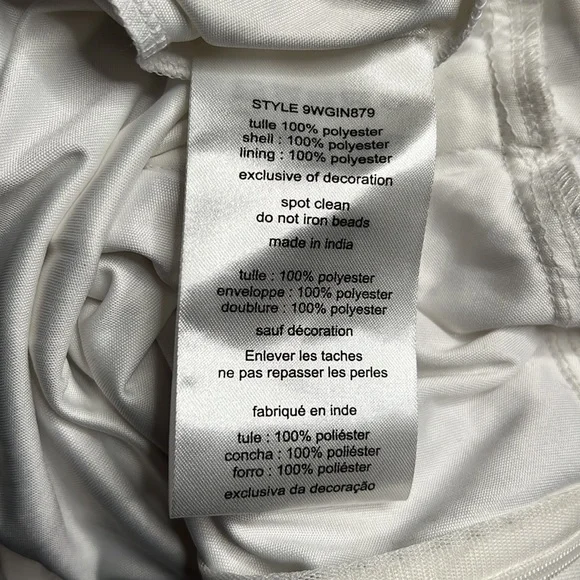 STYLE 9WGIN879
tulle 100% polyester
shell : 100% polyester
lining : 100% polyester
exclusive of decoration
spot clean
do not iron beads
made in india
tulle : 100% polyester
enveloppe : 100% polyester
doublure : 100% polyester
sauf décoration
Enlever les taches
ne pas repasser les perles
fabriqué en inde
tule : 100% poliéster
concha : 100% poliéster
forro : 100% poliéster
exclusiva da decoração